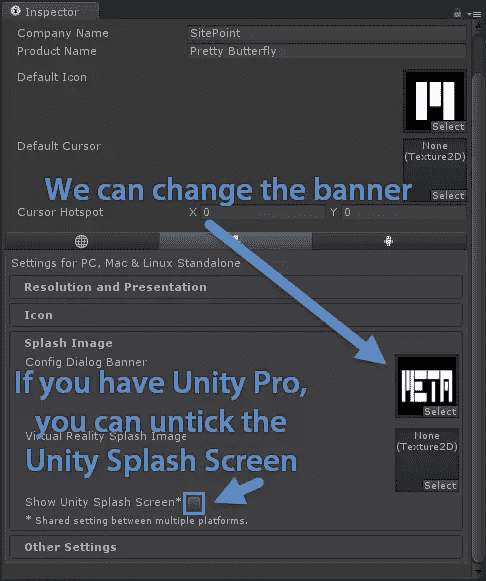 Inspector
Company Name SitePoint
Product Name Pretty Butterfly
Default Icon
M
Select
Default Cursor
None
(Texture2D)
Select
We can change the banner
Cursor Hotspot X 0 Y 0
Settings for PC, Mac & Linux Standalone
Resolution and Presentation
Icon
Splash Image
Config Dialog Banner
META
Select
If you have Unity Pro,
you can untick the
Unity Splash Screen
Virtual Reality Splash Image
None
(Texture2D)
Select
Show Unity Splash Screen*
* Shared setting between multiple platforms.
Other Settings